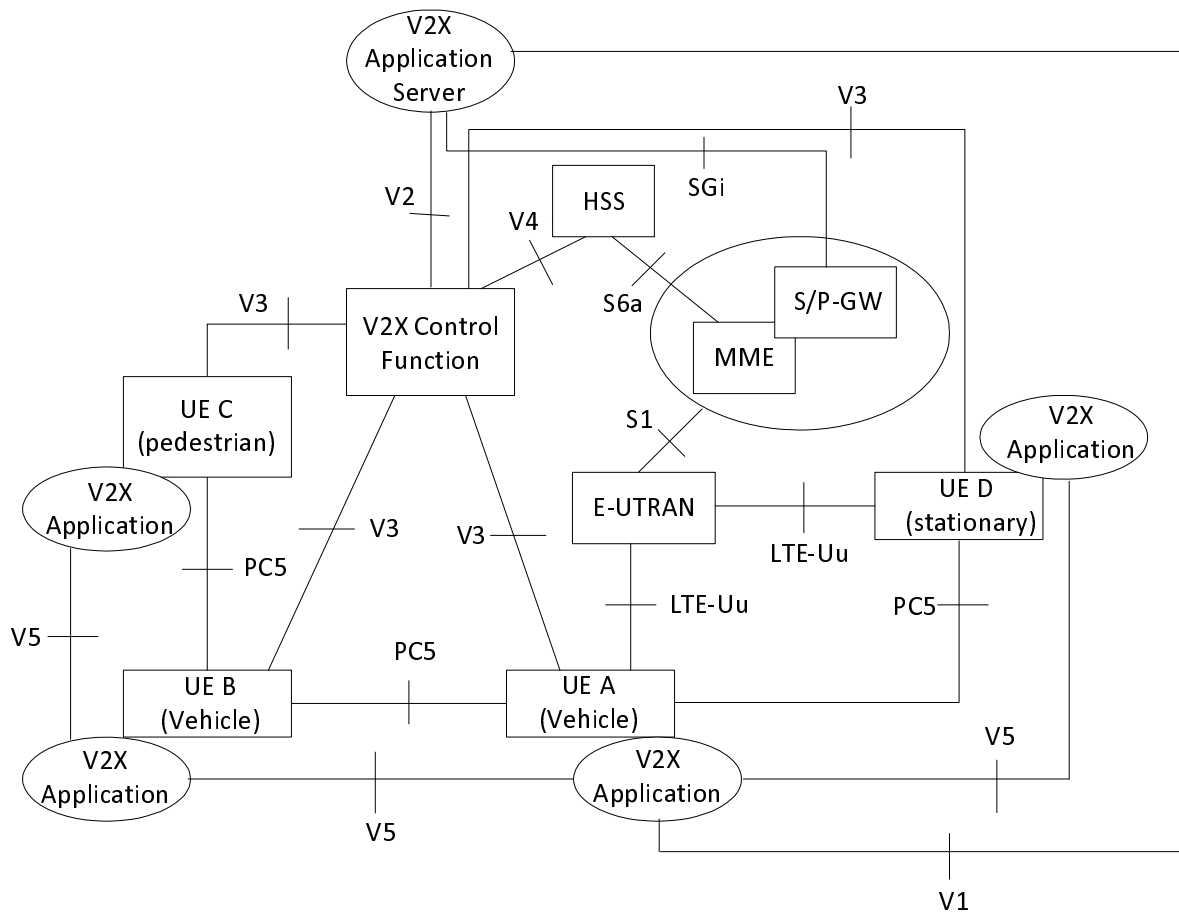 V2X
Application
Server
V3
SGi
HSS
V2
V4
S/P-GW
S6a
V3
V2X Control
Function
MME
UE C
(pedestrian)
S1
V2X
Application
V2X
Application
E-UTRAN
UE D
(stationary)
V3
V3
LTE-Uu
PC5
LTE-Uu
PC5
V5
PC5
UE B
(Vehicle)
UE A
(Vehicle)
V5
V2X
Application
V2X
Application
V5
V1